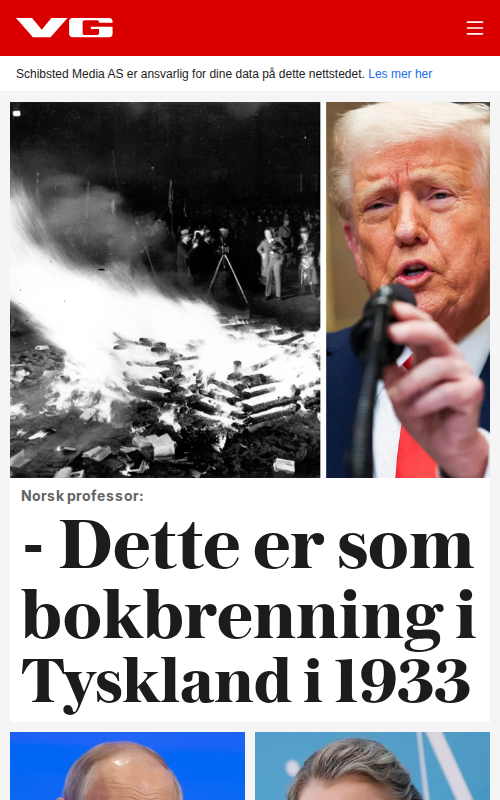 VG
Schibsted Media AS er ansvarlig for dine data på dette nettstedet. Les mer her
Norsk professor:
- Dette er som
bokbrenning i
Tyskland i 1933